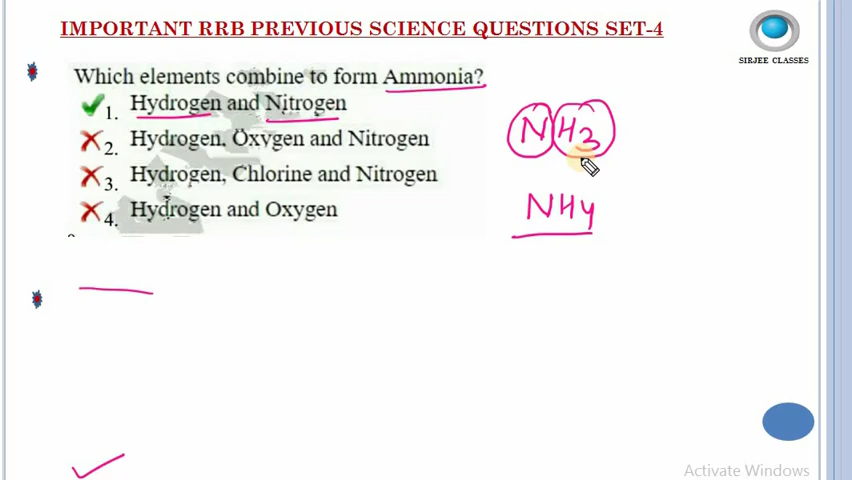 IMPORTANT RRB PREVIOUS SCIENCE QUESTIONS SET-4
SIRJEE CLASSES
Which elements combine to form Ammonia?
1. Hydrogen and Nitrogen
2. Hydrogen, Oxygen and Nitrogen
3. Hydrogen, Chlorine and Nitrogen
4. Hydrogen and Oxygen
NH3
NHy
Activate Windows